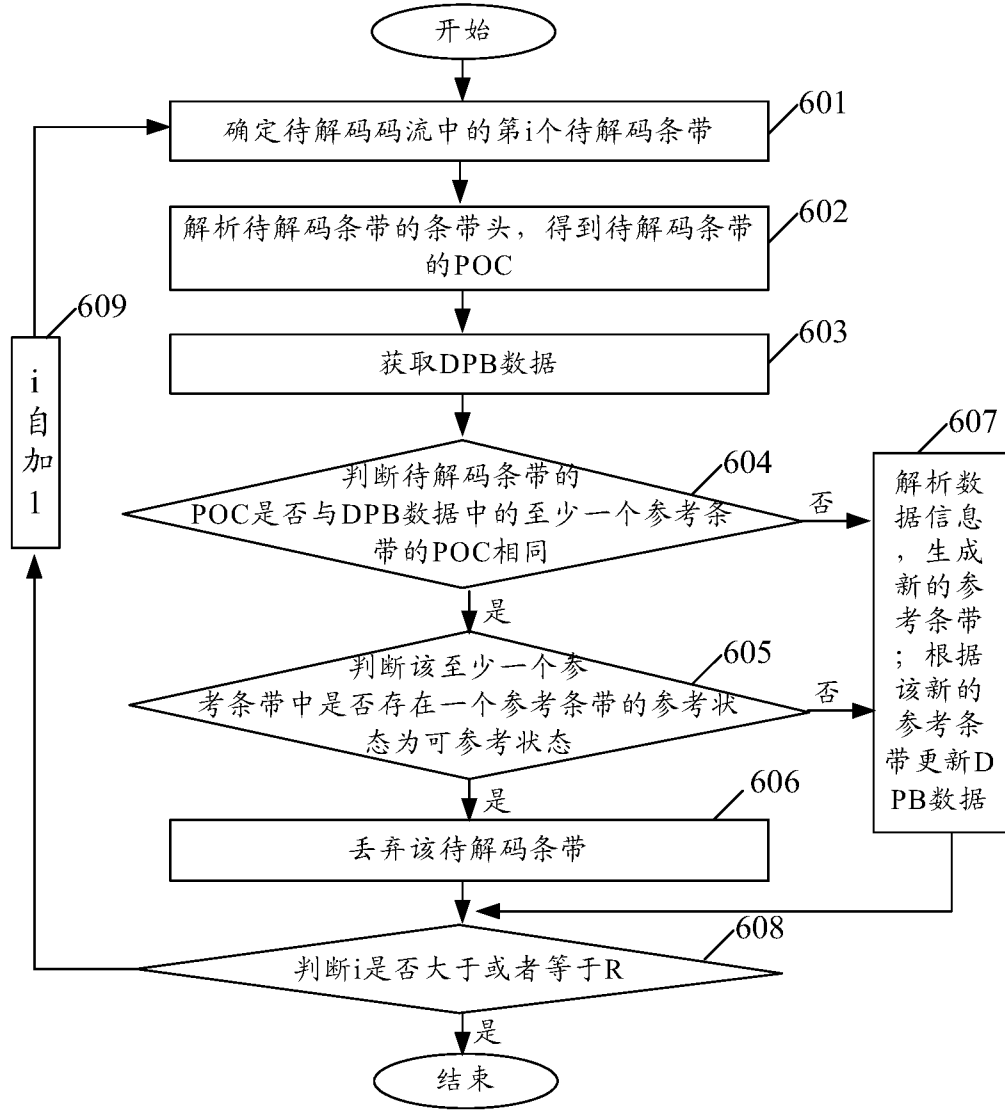 开始
601
确定待解码码流中的第i个待解码条带
602
解析待解码条带的条带头，得到待解码条带
的POC
609
i
自
加
1
603
获取DPB数据
604
判断待解码条带的
POC是否与DPB数据中的至少一个参考条
带的POC相同
否
是
607
解析数
据信息
，生成
新的参
考条带
；根据
该新的
参考条
带更新D
PB数据
605
判断该至少一个参
考条带中是否存在一个参考条带的参考状
态为可参考状态
否
是
606
丢弃该待解码条带
608
判断i是否大于或者等于R
是
结束